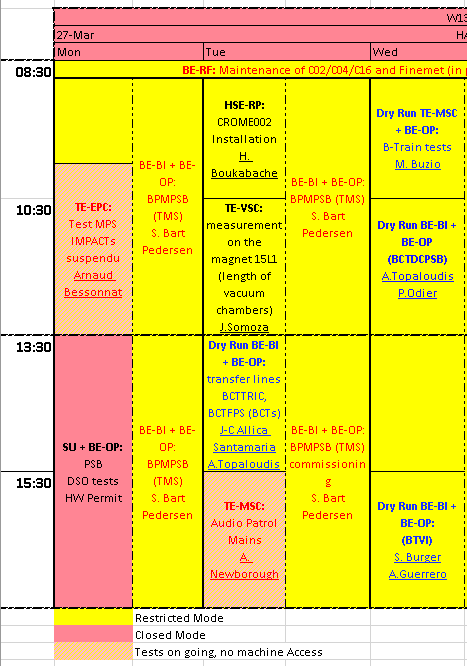 W13
27-Mar
HA
Mon
Tue
Wed
08:30
BE-RF: Maintenance of C02/C04/C16 and Finemet (in p
TE-EPC:
Test MPS
IMPACTs
suspendu
Arnaud
Bessonnat
BE-BI + BE-
OP:
BPMPSB
(TMS)
S. Bart
Pedersen
HSE-RP:
CROME002
Installation
H.
Boukabache
TE-VSC:
measurement
on the
magnet 15L1
(length of
vacuum
chambers)
J.Somoza
BE-BI + BE-OP:
BPMPSB (TMS)
S. Bart
Pedersen
Dry Run TE-MSC
+ BE-OP:
B-Train tests
M. Buzio
10:30
Dry Run BE-BI +
BE-OP
(BCTDCPSB)
A.Topaloudis
P.Odier
13:30
SU + BE-OP:
PSB
DSO tests
HW Permit
BE-BI + BE-
OP:
BPMPSB
(TMS)
S. Bart
Pedersen
Dry Run BE-BI
+ BE-OP:
transfer lines
BCTTRIC,
BCTFPS (BCTs)
J-C Allica
Santamaria
A.Topaloudis
BE-BI + BE-OP:
BPMPSB (TMS)
commissionin
g
S. Bart
Pedersen
15:30
TE-MSC:
Audio Patrol
Mains
A.
Newborough
Dry Run BE-BI +
BE-OP:
(BTVI)
S. Burger
A.Guerrero
Restricted Mode
Closed Mode
Tests on going, no machine Access